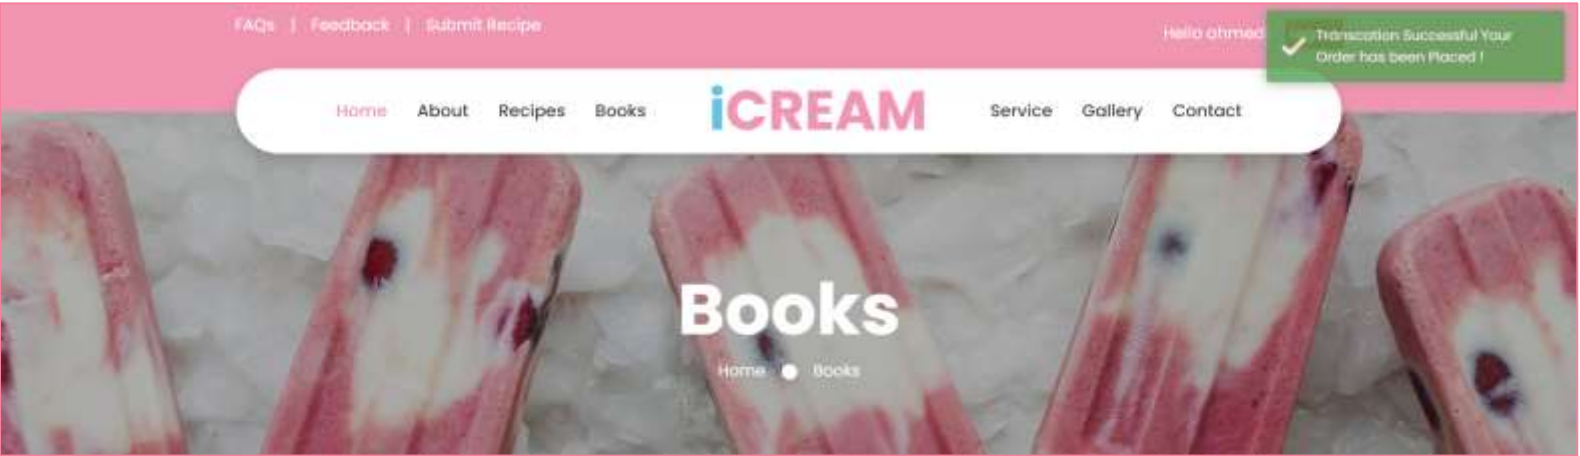 FAQs | Feedback | Submit Recipe
Hello ahmed
Transcation Successful Your
Order has been Placed !
Home About Recipes Books iCREAM Service Gallery Contact
Books
Home Books